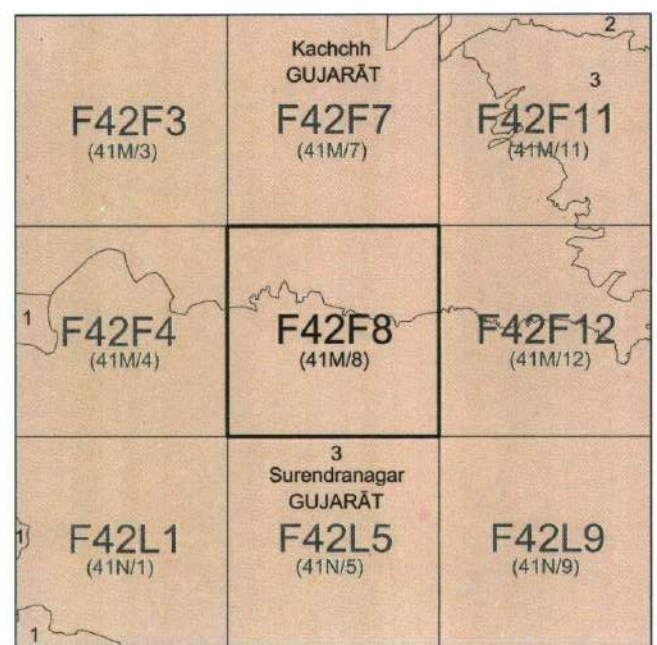 2
Kachchh
GUJARĀT
3
F42F3
(41M/3)
F42F7
(41M/7)
F42F11
(41M/11)
1
F42F4
(41M/4)
F42F8
(41M/8)
F42F12
(41M/12)
3
Surendranagar
GUJARĀT
1
F42L1
(41N/1)
F42L5
(41N/5)
F42L9
(41N/9)
1